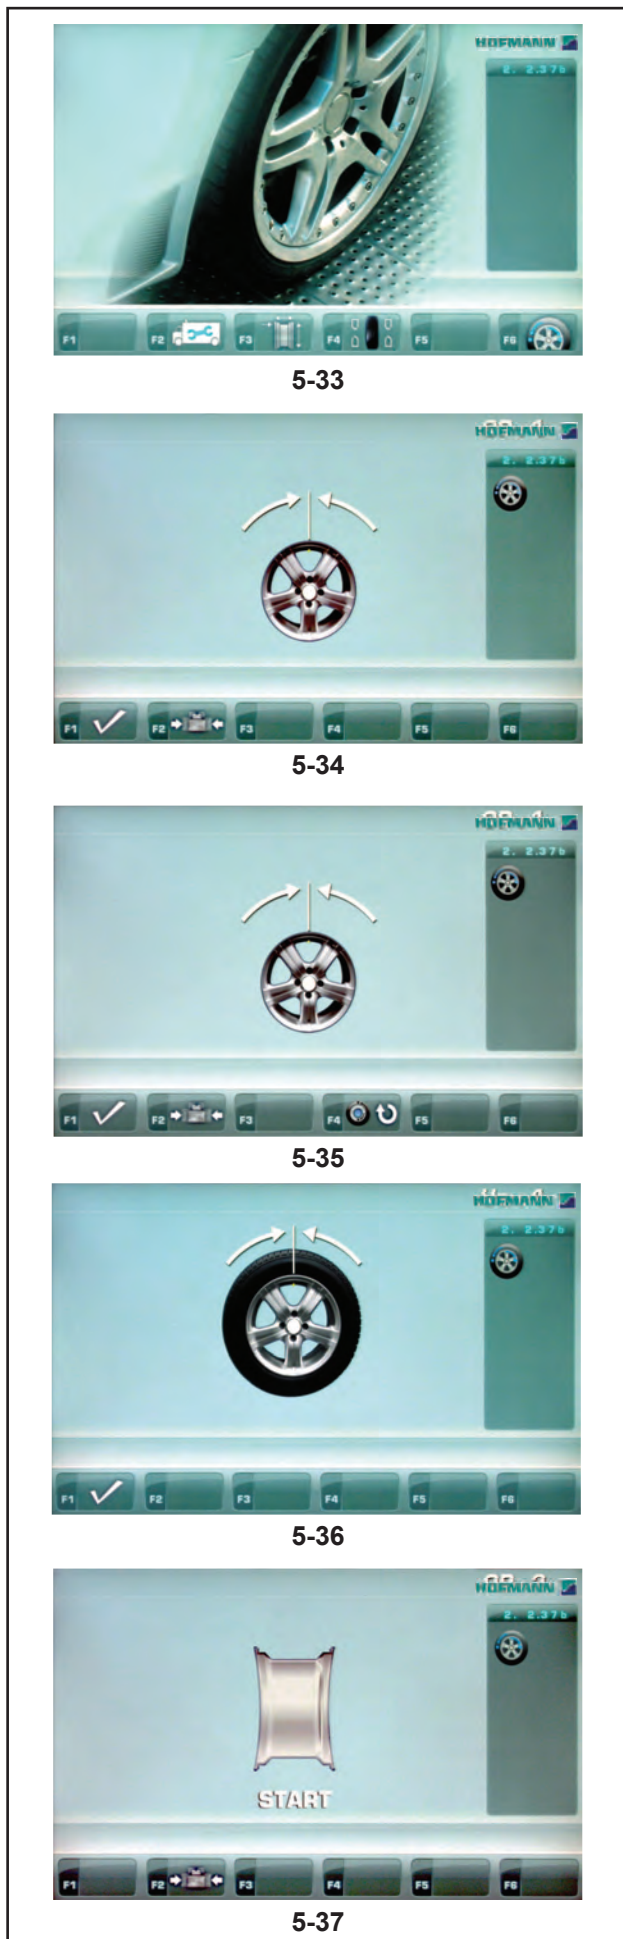 HOFMANN
2. 2.37b
F1 F2 F3 F4 F5 F6
5-33
HOFMANN
2. 2.37b
F1 F2 F3 F4 F5 F6
5-34
HOFMANN
2. 2.37b
F1 F2 F3 F4 F5 F6
5-35
HOFMANN
2. 2.37b
F1 F2 F3 F4 F5 F6
5-36
HOFMANN
2. 2.37b
START
F1 F2 F3 F4 F5 F6
5-37